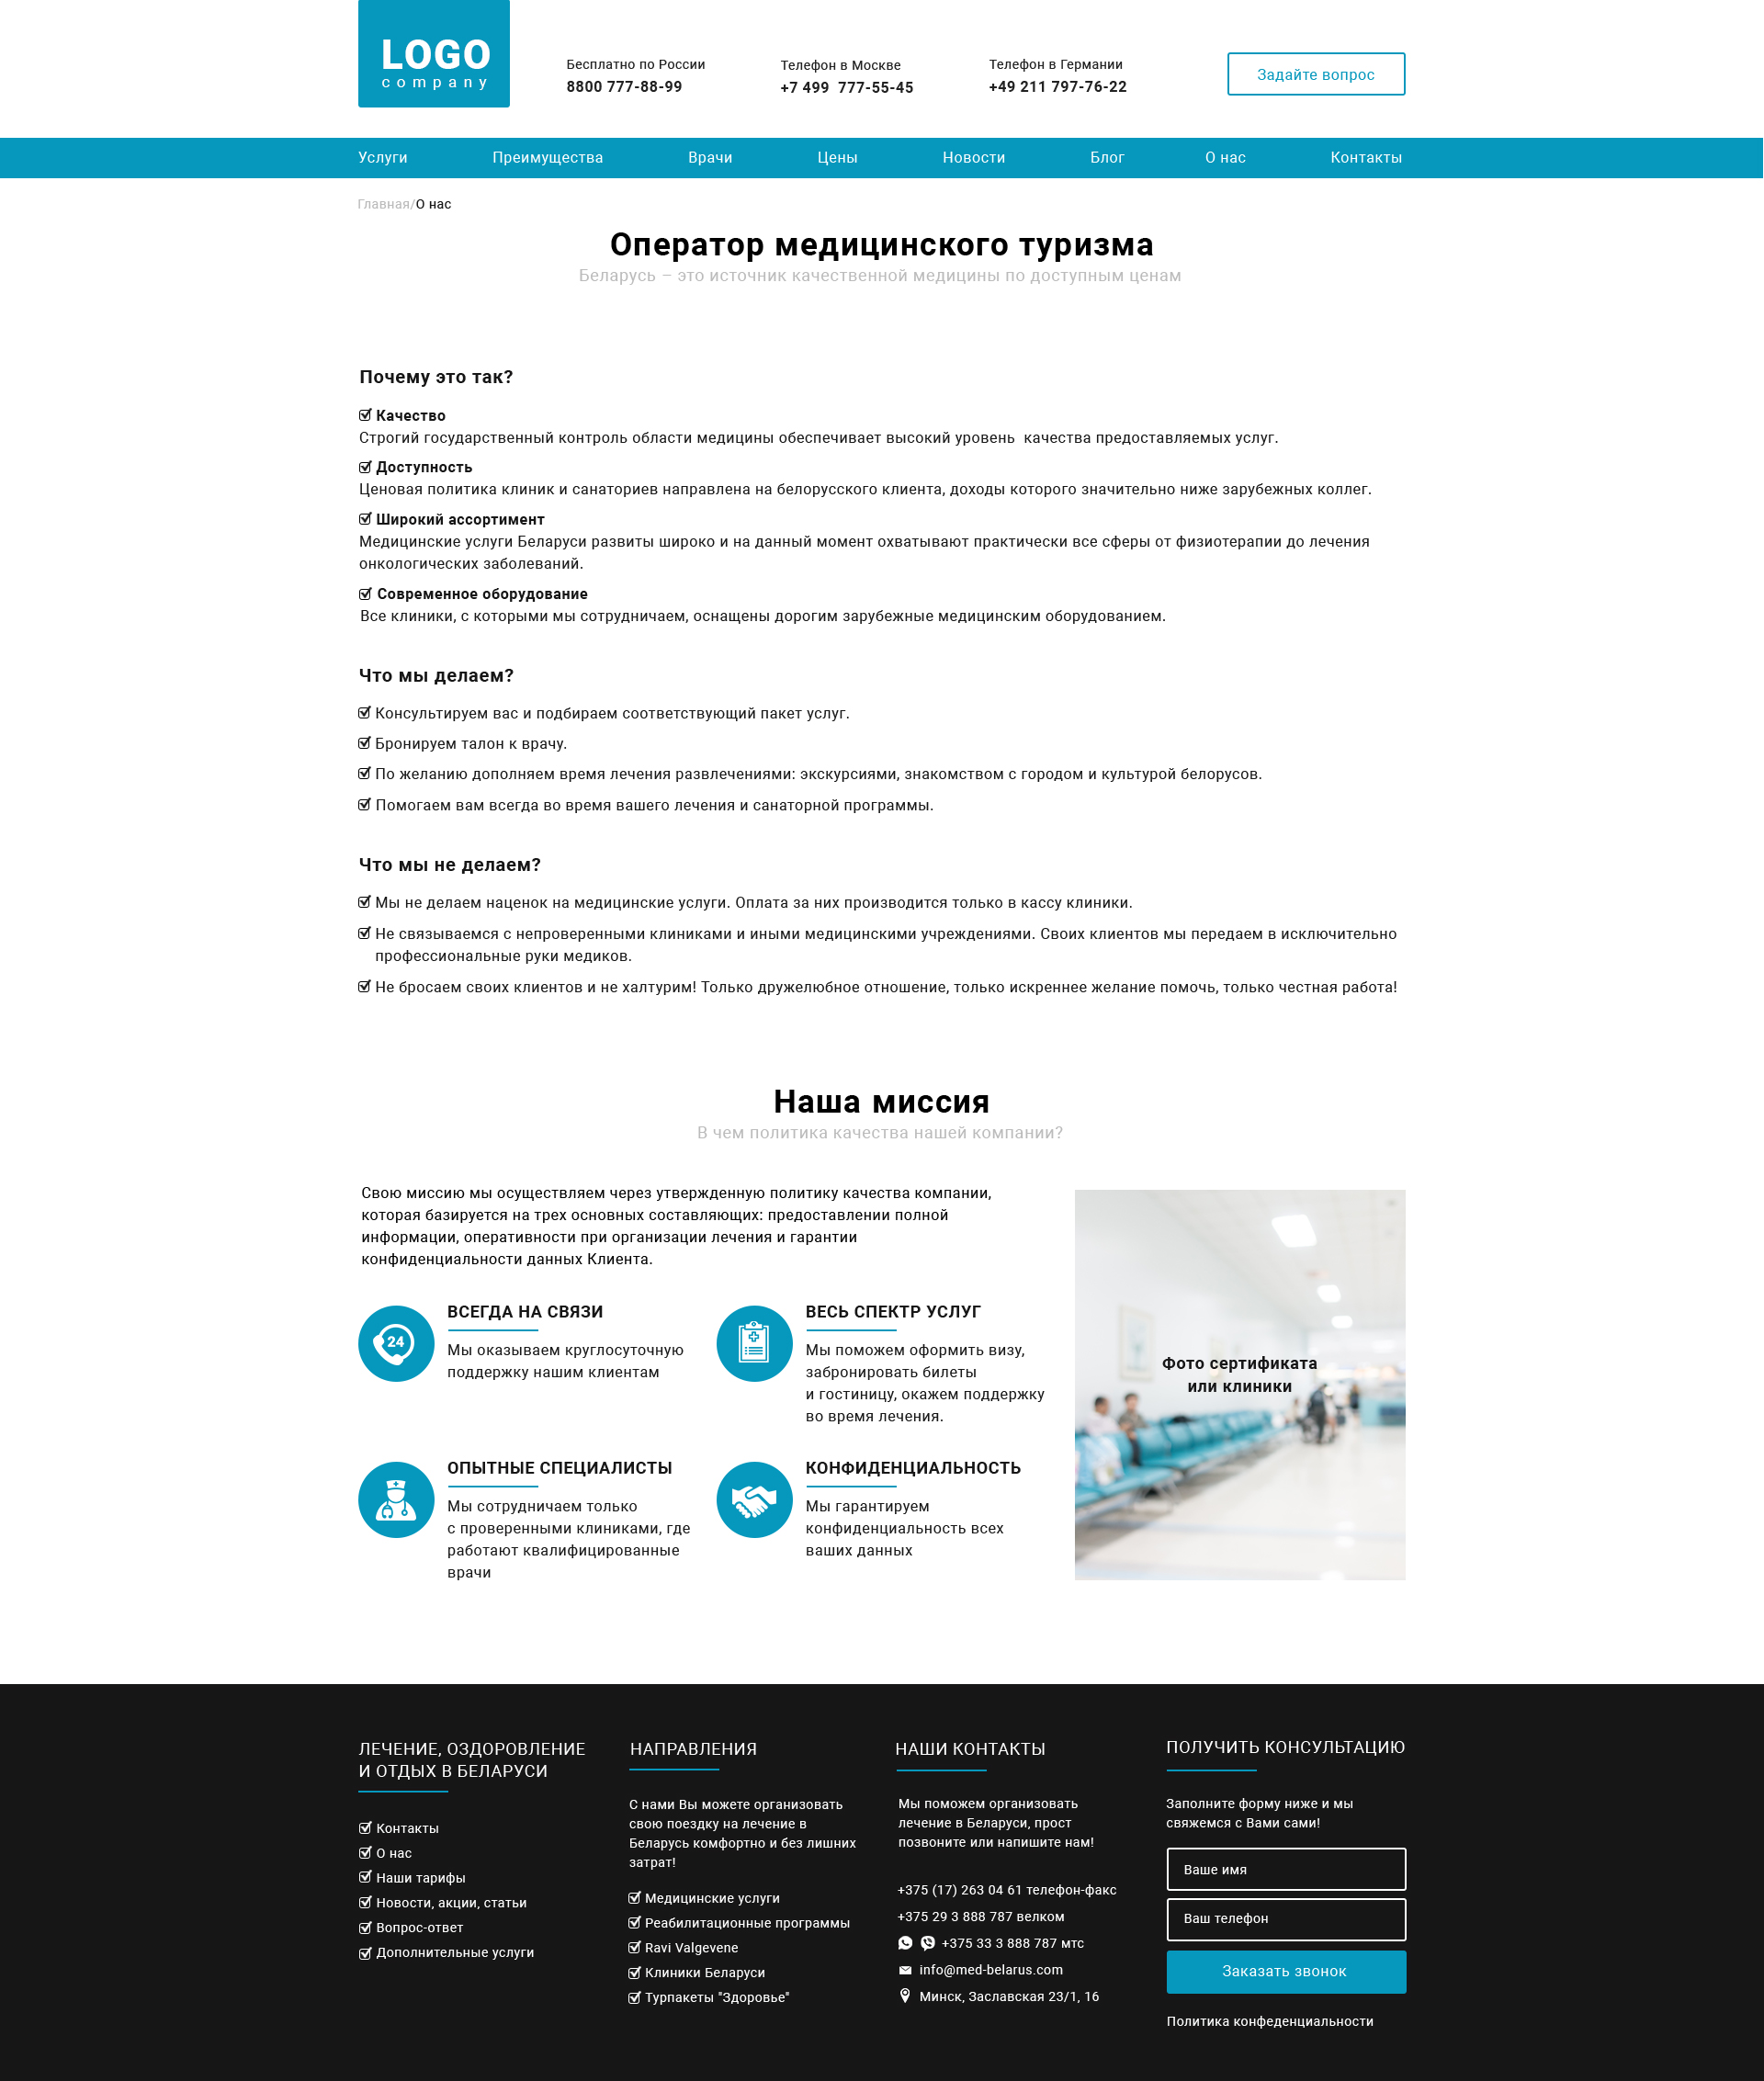 LOGO
company
Бесплатно по России
8800 777-88-99
Телефон в Москве
+7 499  777-55-45
Телефон в Германии
+49 211 797-76-22
Задайте вопрос
Услуги Преимущества Врачи Цены Новости Блог О нас Контакты
Главная/О нас
Оператор медицинского туризма
Беларусь – это источник качественной медицины по доступным ценам
Почему это так?
Качество
Строгий государственный контроль области медицины обеспечивает высокий уровень  качества предоставляемых услуг.
Доступность
Ценовая политика клиник и санаториев направлена на белорусского клиента, доходы которого значительно ниже зарубежных коллег.
Широкий ассортимент
Медицинские услуги Беларуси развиты широко и на данный момент охватывают практически все сферы от физиотерапии до лечения
онкологических заболеваний.
Современное оборудование
Все клиники, с которыми мы сотрудничаем, оснащены дорогим зарубежные медицинским оборудованием.
Что мы делаем?
Консультируем вас и подбираем соответствующий пакет услуг.
Бронируем талон к врачу.
По желанию дополняем время лечения развлечениями: экскурсиями, знакомством с городом и культурой белорусов.
Помогаем вам всегда во время вашего лечения и санаторной программы.
Что мы не делаем?
Мы не делаем наценок на медицинские услуги. Оплата за них производится только в кассу клиники.
Не связываемся с непроверенными клиниками и иными медицинскими учреждениями. Своих клиентов мы передаем в исключительно
профессиональные руки медиков.
Не бросаем своих клиентов и не халтурим! Только дружелюбное отношение, только искреннее желание помочь, только честная работа!
Наша миссия
В чем политика качества нашей компании?
Свою миссию мы осуществляем через утвержденную политику качества компании,
которая базируется на трех основных составляющих: предоставлении полной
информации, оперативности при организации лечения и гарантии
конфиденциальности данных Клиента.
24
ВСЕГДА НА СВЯЗИ
Мы оказываем круглосуточную
поддержку нашим клиентам
ВЕСЬ СПЕКТР УСЛУГ
Мы поможем оформить визу,
забронировать билеты
и гостиницу, окажем поддержку
во время лечения.
ОПЫТНЫЕ СПЕЦИАЛИСТЫ
Мы сотрудничаем только
с проверенными клиниками, где
работают квалифицированные
врачи
КОНФИДЕНЦИАЛЬНОСТЬ
Мы гарантируем
конфиденциальность всех
ваших данных
Фото сертификата
или клиники
ЛЕЧЕНИЕ, ОЗДОРОВЛЕНИЕ
И ОТДЫХ В БЕЛАРУСИ
Контакты
О нас
Наши тарифы
Новости, акции, статьи
Вопрос-ответ
Дополнительные услуги
НАПРАВЛЕНИЯ
С нами Вы можете организовать
свою поездку на лечение в
Беларусь комфортно и без лишних
затрат!
Медицинские услуги
Реабилитационные программы
Ravi Valgevene
Клиники Беларуси
Турпакеты "Здоровье"
НАШИ КОНТАКТЫ
Мы поможем организовать
лечение в Беларуси, прост
позвоните или напишите нам!
+375 (17) 263 04 61 телефон-факс
+375 29 3 888 787 велком
+375 33 3 888 787 мтс
info@med-belarus.com
Минск, Заславская 23/1, 16
ПОЛУЧИТЬ КОНСУЛЬТАЦИЮ
Заполните форму ниже и мы
свяжемся с Вами сами!
Ваше имя
Ваш телефон
Заказать звонок
Политика конфеденциальности